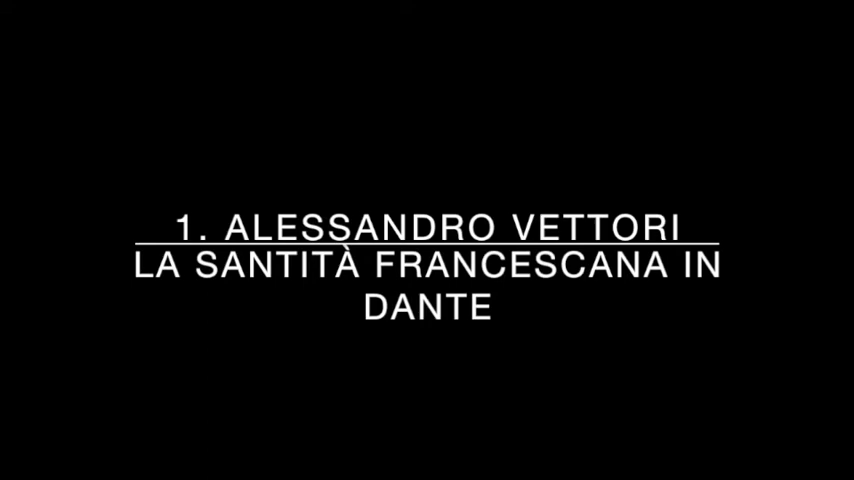 1. ALESSANDRO VETTORI
LA SANTITÀ FRANCESCANA IN
DANTE